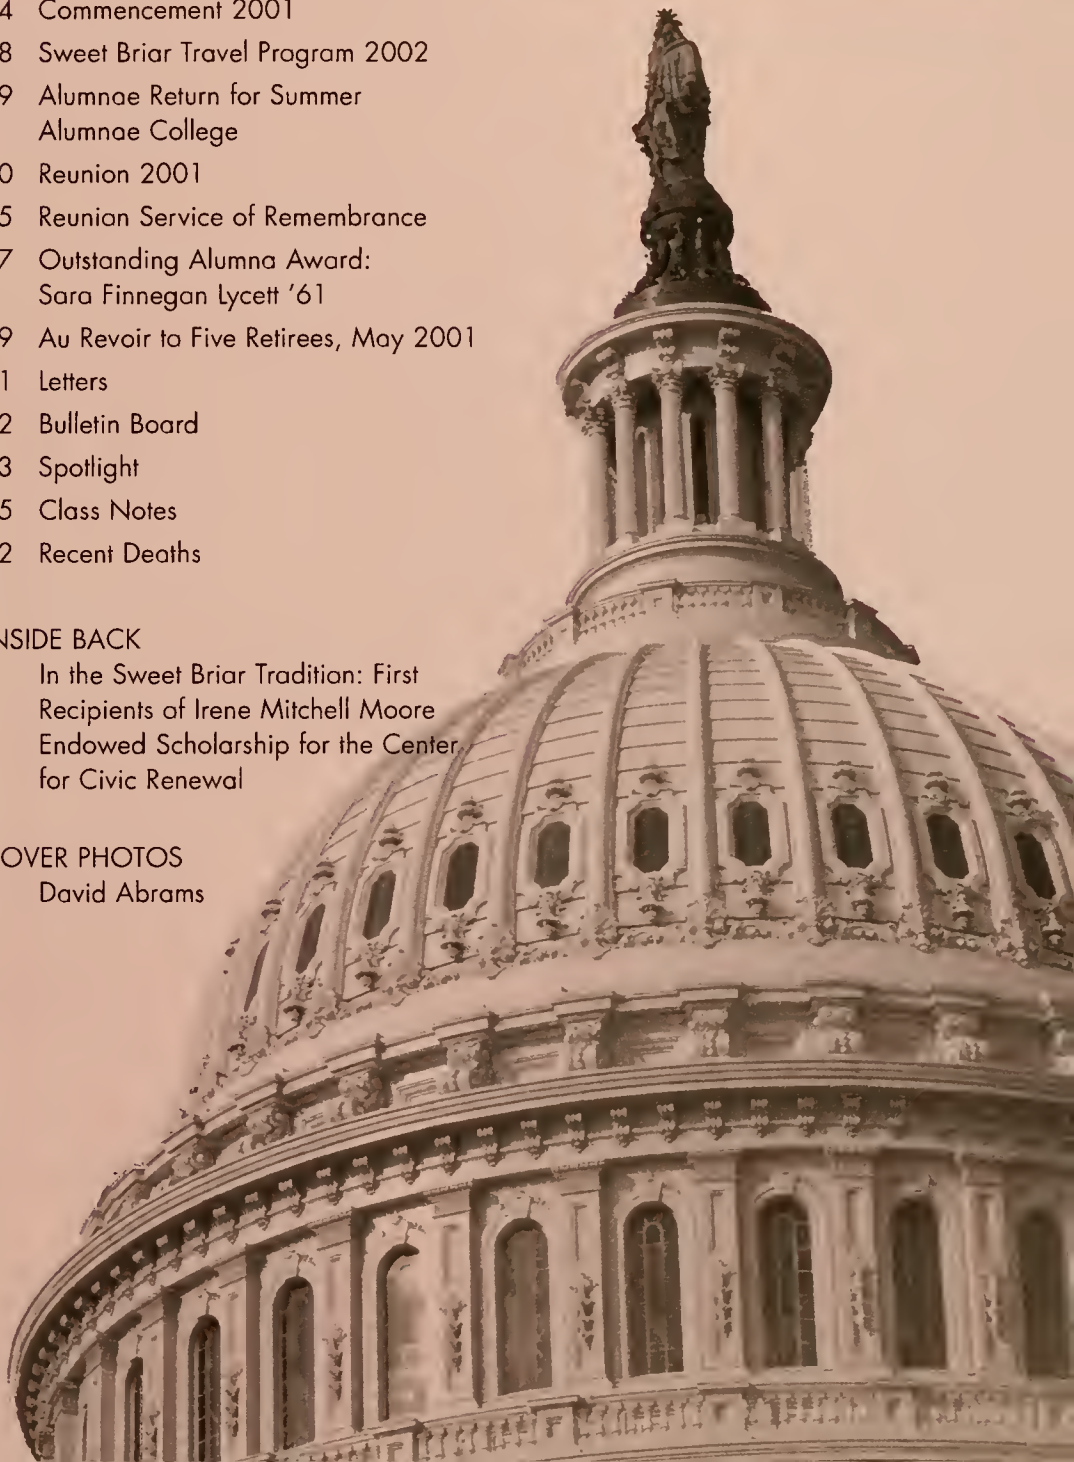 4 Commencement 2001
8 Sweet Briar Travel Program 2002
9 Alumnae Return for Summer
Alumnae College
0 Reunion 2001
5 Reunion Service of Remembrance
7 Outstanding Alumna Award:
Sara Finnegan Lycett '61
9 Au Revoir to Five Retirees, May 2001
1 Letters
2 Bulletin Board
3 Spotlight
5 Class Notes
2 Recent Deaths
NSIDE BACK
In the Sweet Briar Tradition: First
Recipients of Irene Mitchell Moore
Endowed Scholarship for the Center
for Civic Renewal
OVER PHOTOS
David Abrams